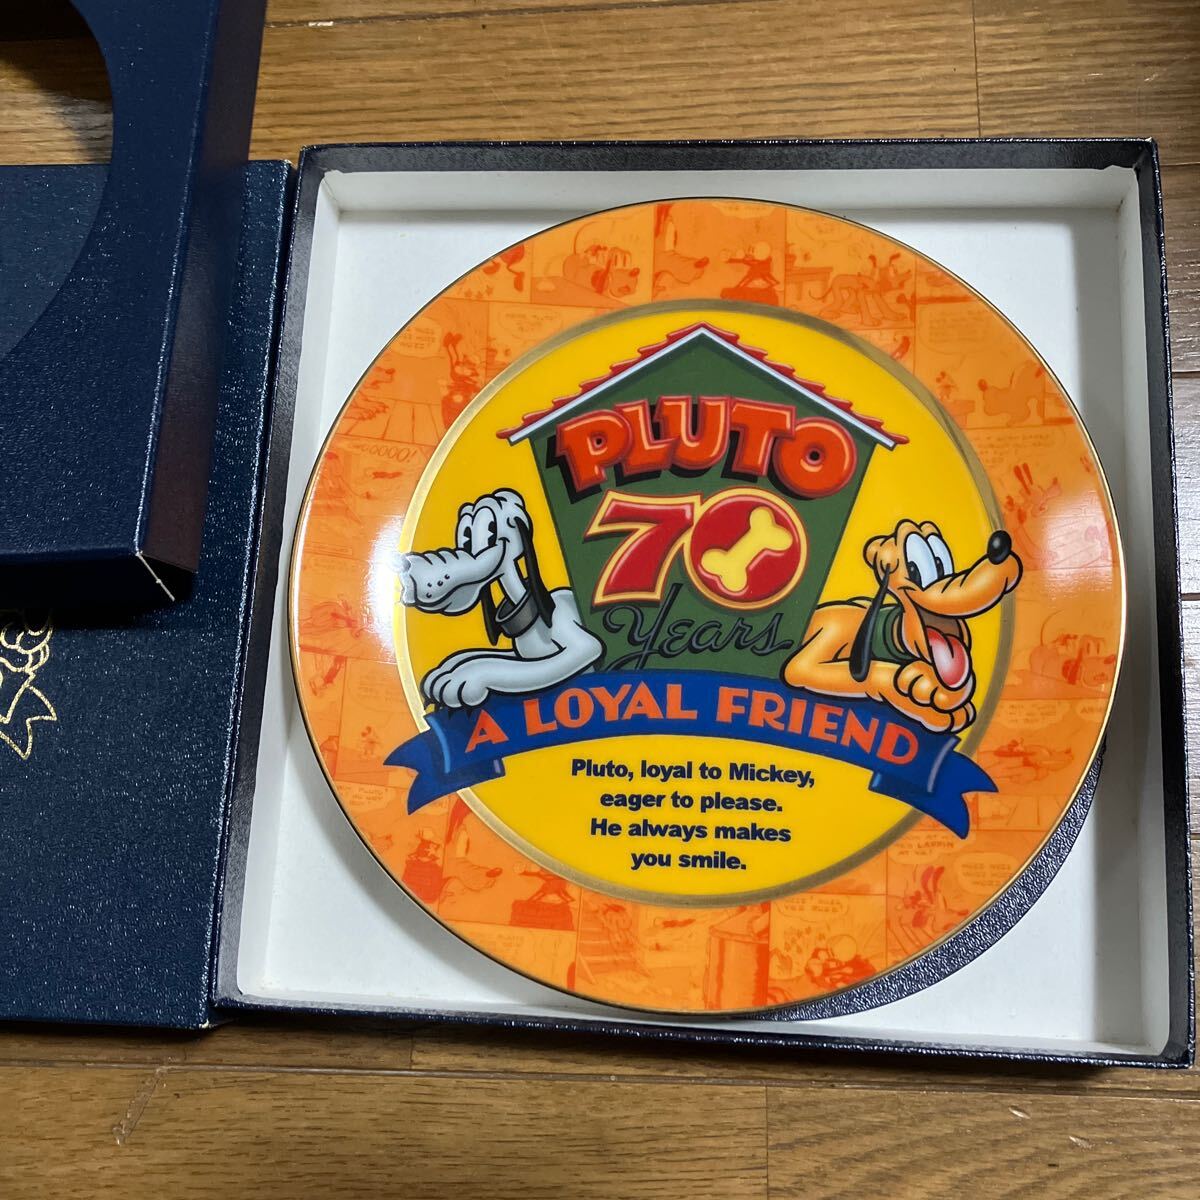 PLUTO
70
Years
A LOYAL FRIEND
Pluto, loyal to Mickey,
eager to please.
He always makes
you smile.